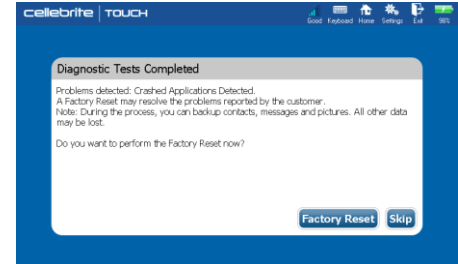 cellebrite TOUCH
Good Keyboard Home Settings Exit 98%
Diagnostic Tests Completed
Problems detected: Crashed Applications Detected.
A Factory Reset may resolve the problems reported by the customer.
Note: During the process, you can backup contacts, messages and pictures. All other data
may be lost.
Do you want to perform the Factory Reset now?
Factory Reset Skip